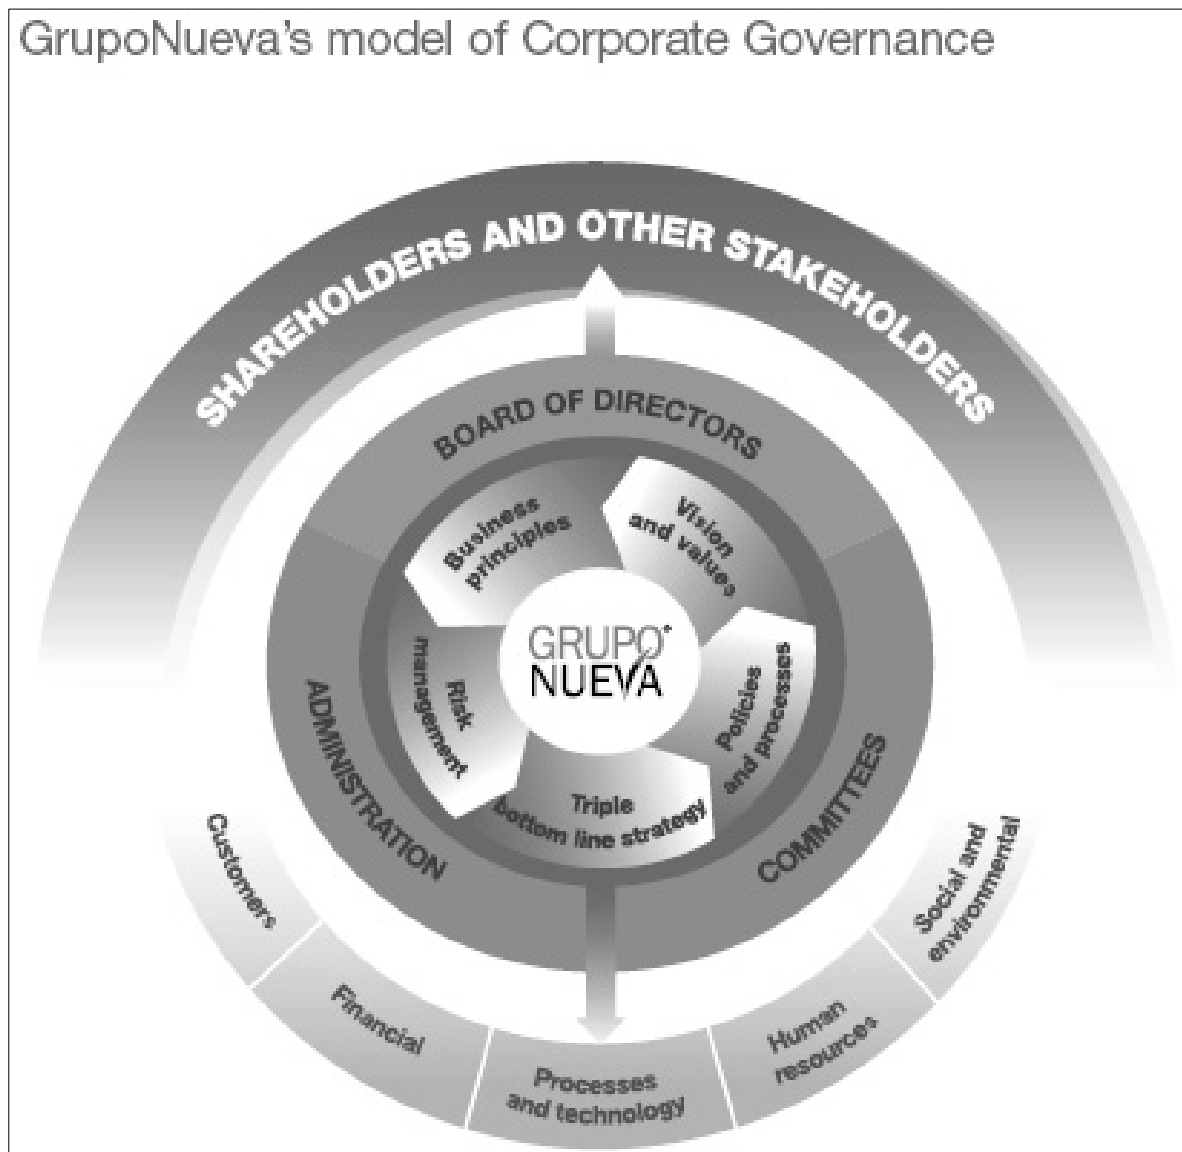 GrupoNueva's model of Corporate Governance
SHAREHOLDERS AND OTHER STAKEHOLDERS
BOARD OF DIRECTORS
Business
principles
Vision
and values
GRUPO
NUEVA
Risk
management
Policies
and processes
Triple
bottom line strategy
ADMINISTRATION
COMMITTEES
Customers
Financial
Processes
and technology
Human
resources
Social and
environmental